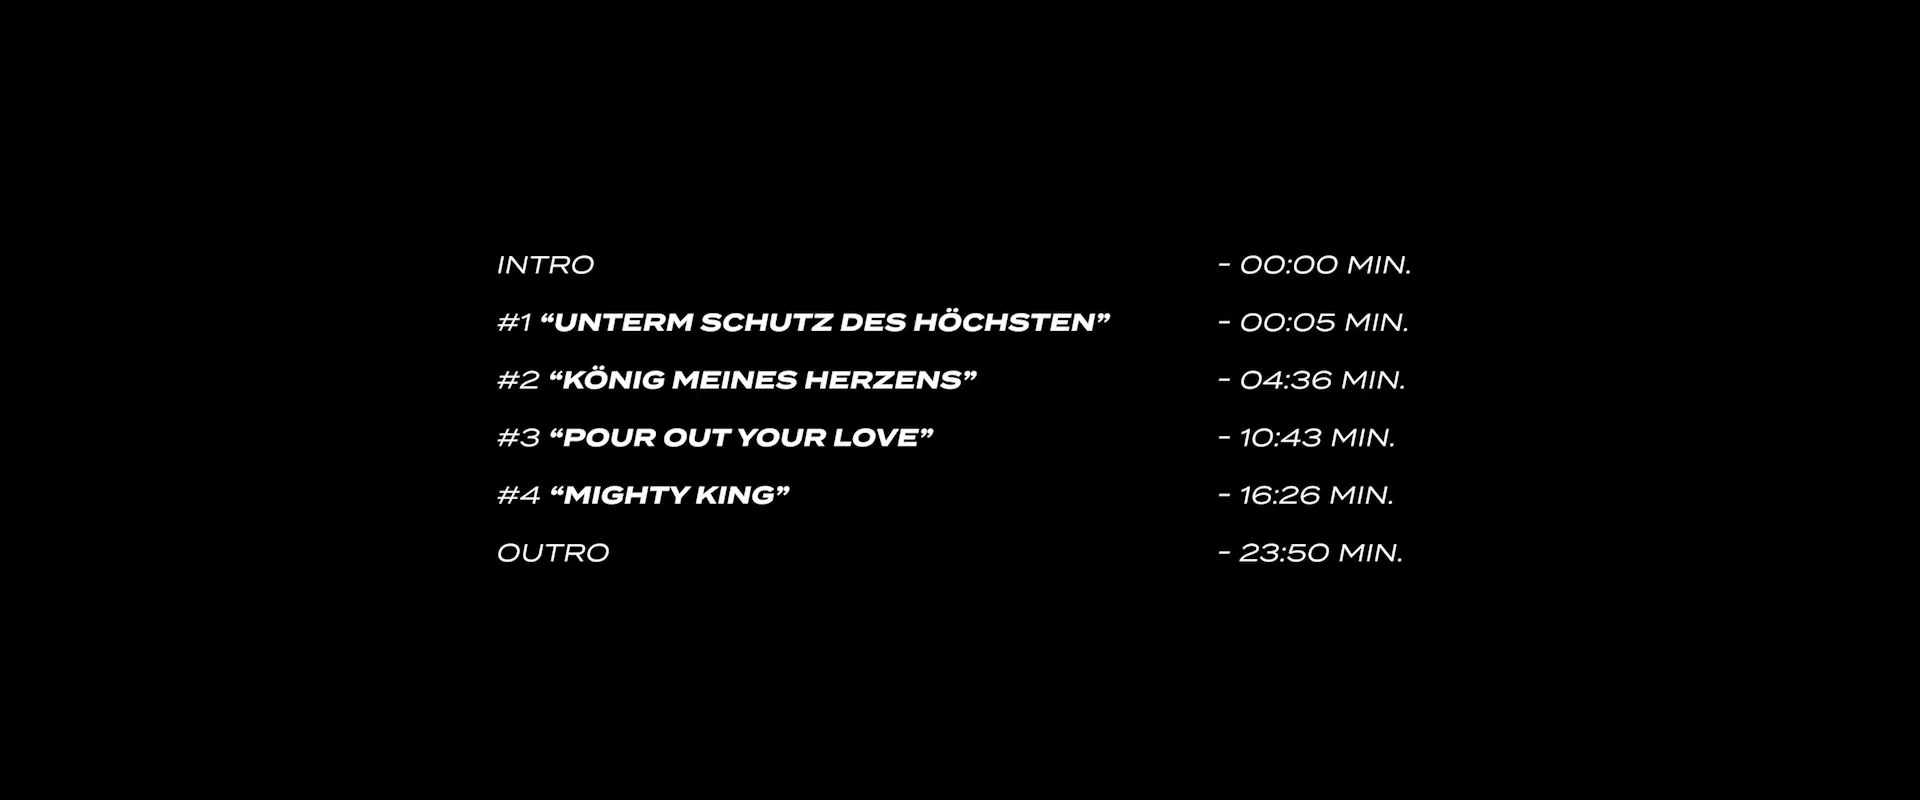 INTRO - 00:00 MIN.
#1 “UNTERM SCHUTZ DES HÖCHSTEN” - 00:05 MIN.
#2 “KÖNIG MEINES HERZENS” - 04:36 MIN.
#3 “POUR OUT YOUR LOVE” - 10:43 MIN.
#4 “MIGHTY KING” - 16:26 MIN.
OUTRO - 23:50 MIN.